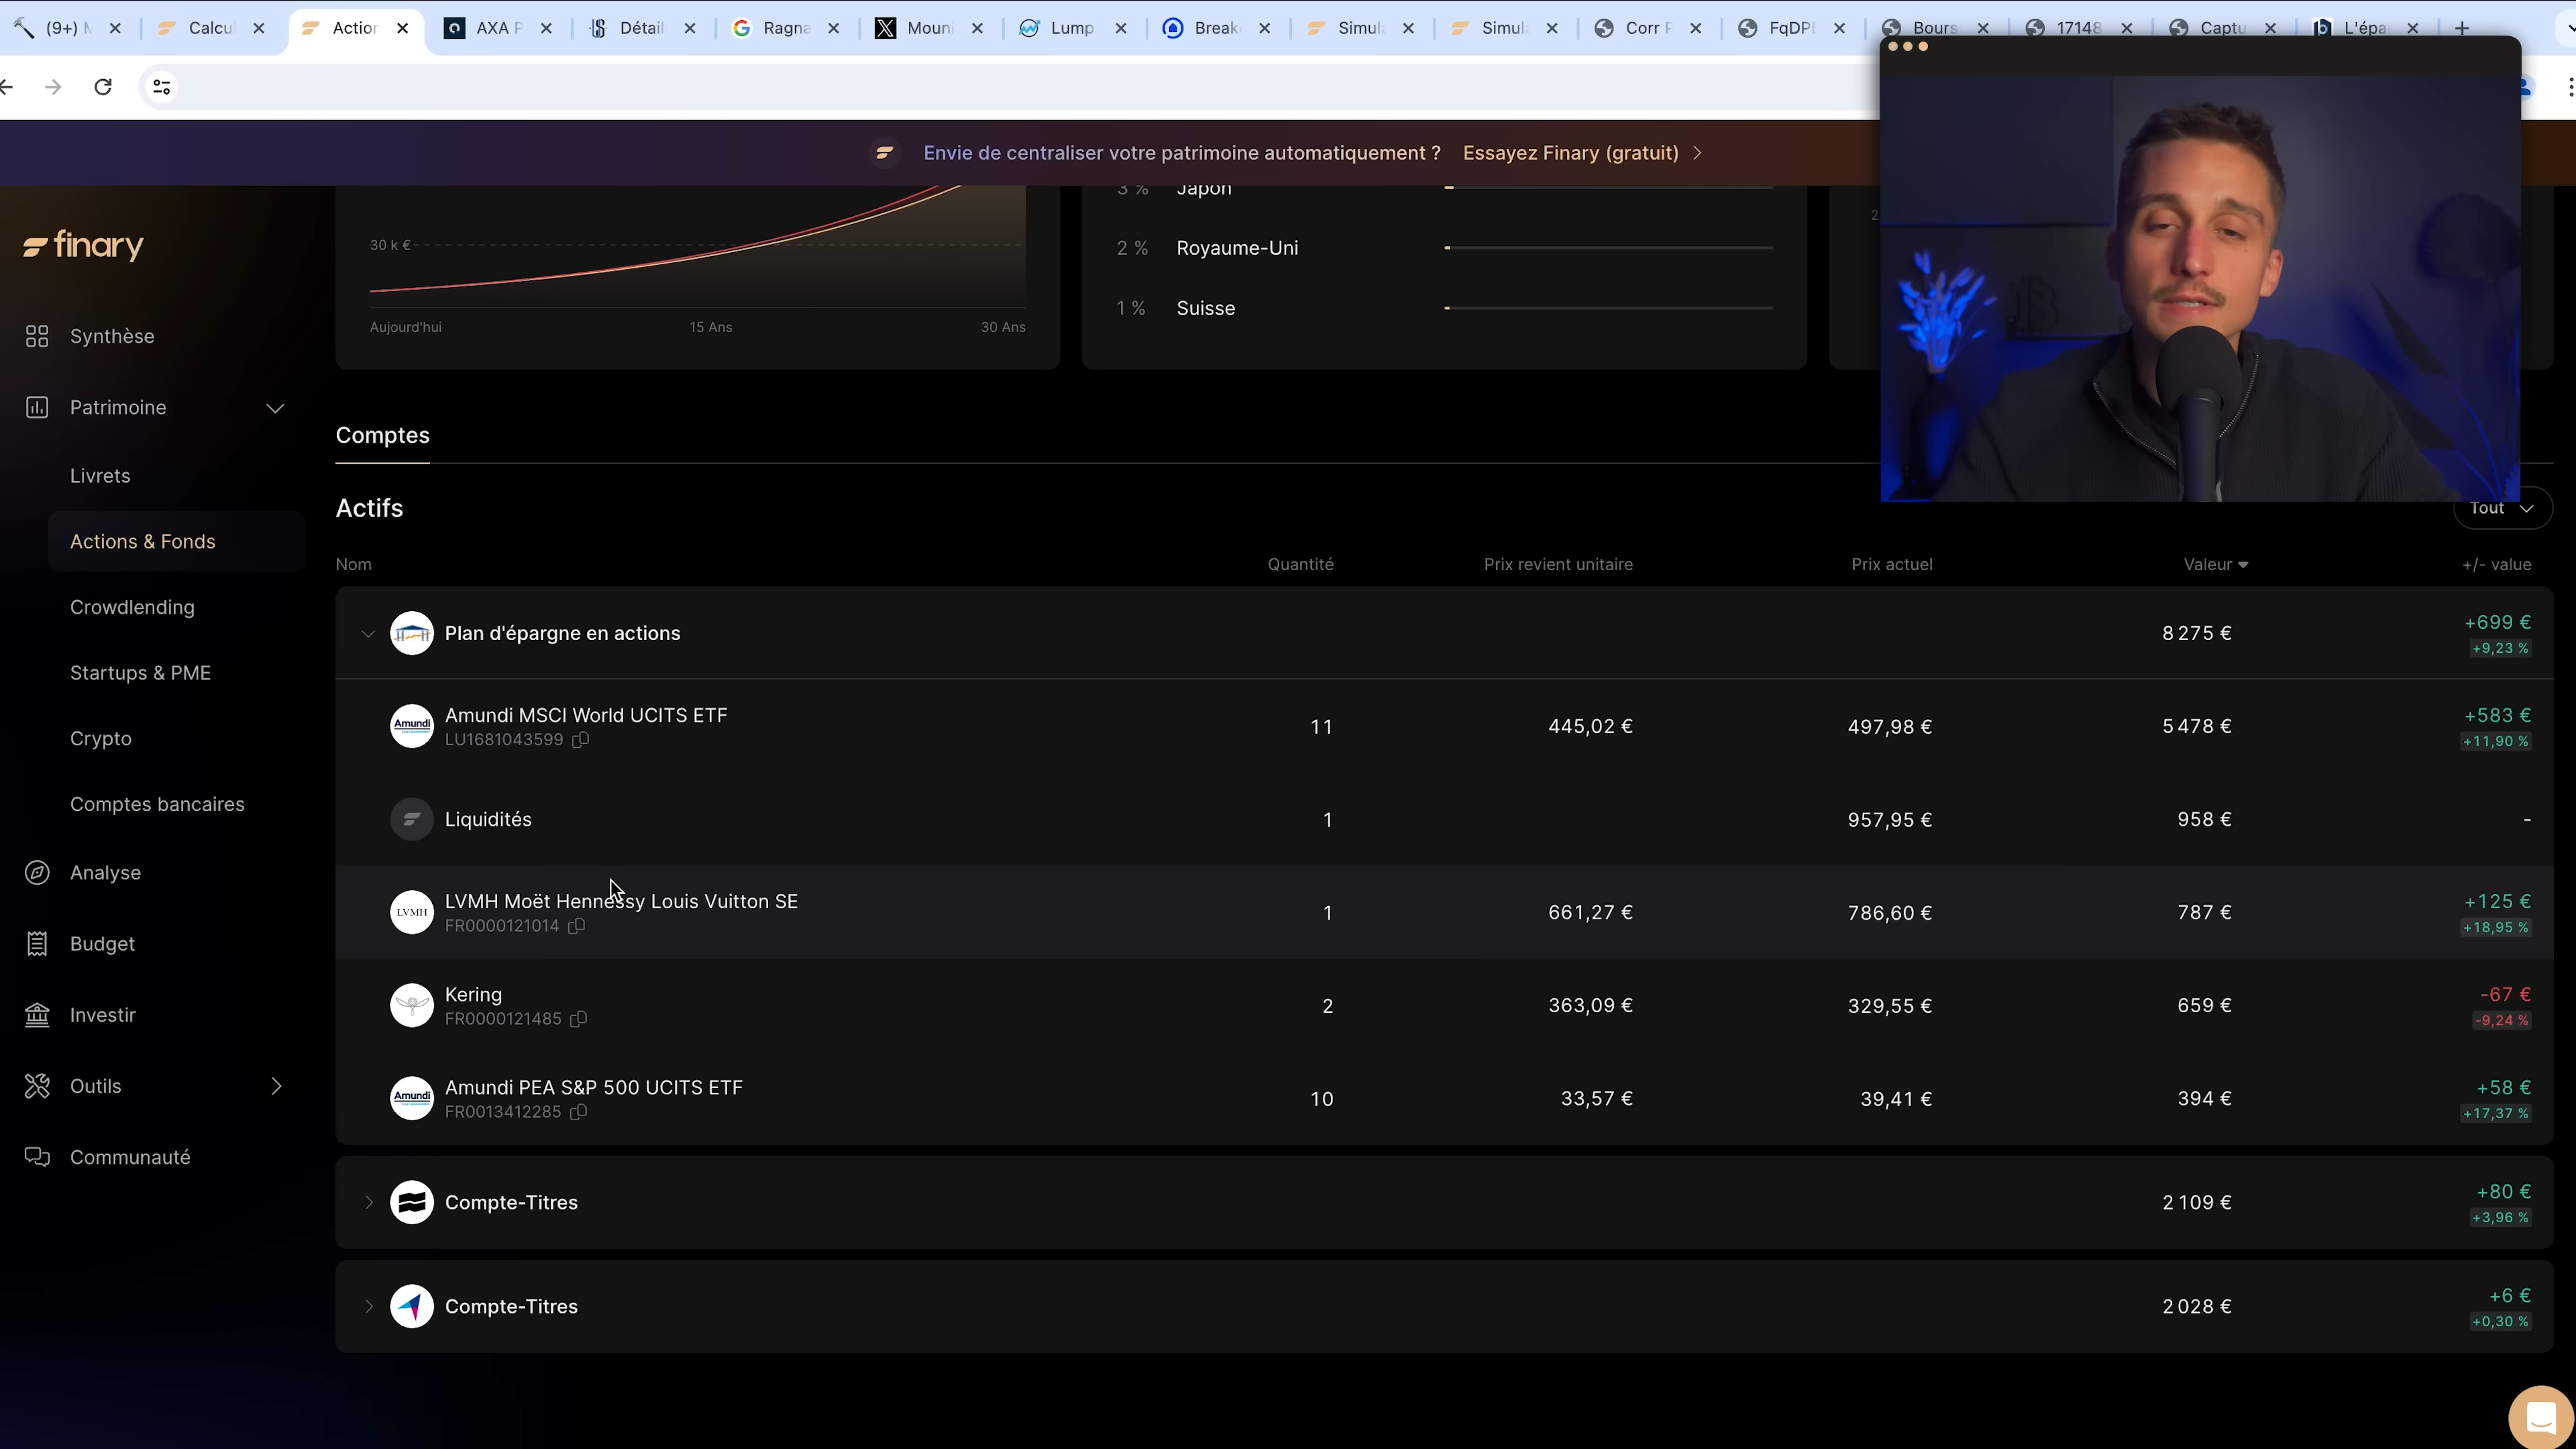 (9+) M
Calcul
Action
AXA P
Détail
Ragna
Mouni
Lump
Break
Simul
Simul
Corr F
Bours
17148
Captu
L'épa
Envie de centraliser votre patrimoine automatiquement ? Essayez Finary (gratuit)
finary
Synthèse
Patrimoine
Livrets
Actions & Fonds
Crowdlending
Startups & PME
Crypto
Comptes bancaires
Analyse
Budget
Investir
Outils
Communauté
30 k €
Aujourd'hui 15 Ans 30 Ans
3 % Japon
2 % Royaume-Uni
1 % Suisse
Comptes
Actifs
Tout
Nom Quantité Prix revient unitaire Prix actuel Valeur +/- value
Plan d'épargne en actions 8 275 € +699 €
+9,23 %
Amundi MSCI World UCITS ETF 11 445,02 € 497,98 € 5 478 € +583 €
LU1681043599 +11,90 %
Liquidités 1 957,95 € 958 € -
LVMH
LVMH Moët Hennessy Louis Vuitton SE 1 661,27 € 786,60 € 787 € +125 €
FR0000121014 +18,95 %
Kering 2 363,09 € 329,55 € 659 € -67 €
FR0000121485 -9,24 %
Amundi PEA S&P 500 UCITS ETF 10 33,57 € 39,41 € 394 € +58 €
FR0013412285 +17,37 %
Compte-Titres 2 109 € +80 €
+3,96 %
Compte-Titres 2 028 € +6 €
+0,30 %